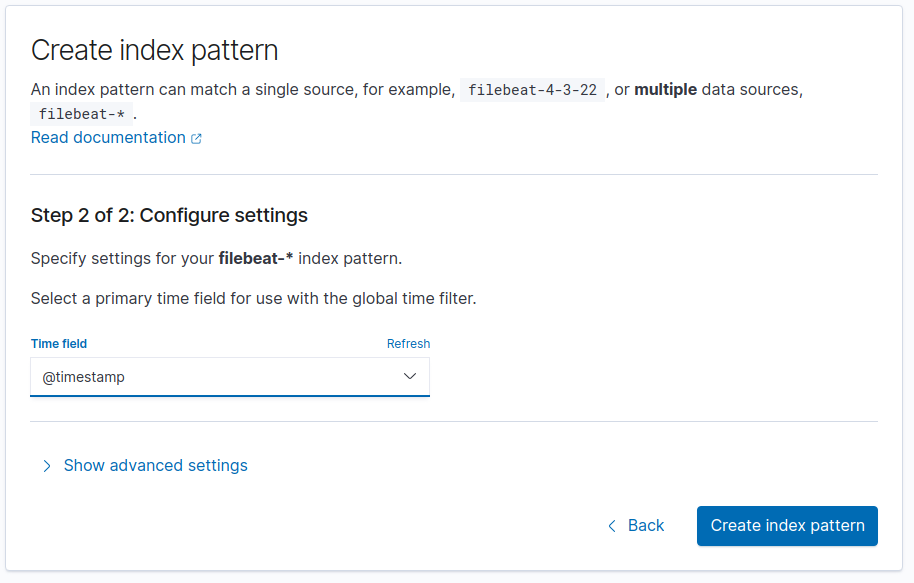 Create index pattern
An index pattern can match a single source, for example, filebeat-4-3-22 , or multiple data sources,
filebeat-* .
Read documentation
Step 2 of 2: Configure settings
Specify settings for your filebeat-* index pattern.
Select a primary time field for use with the global time filter.
Time field Refresh
@timestamp
Show advanced settings
Back Create index pattern